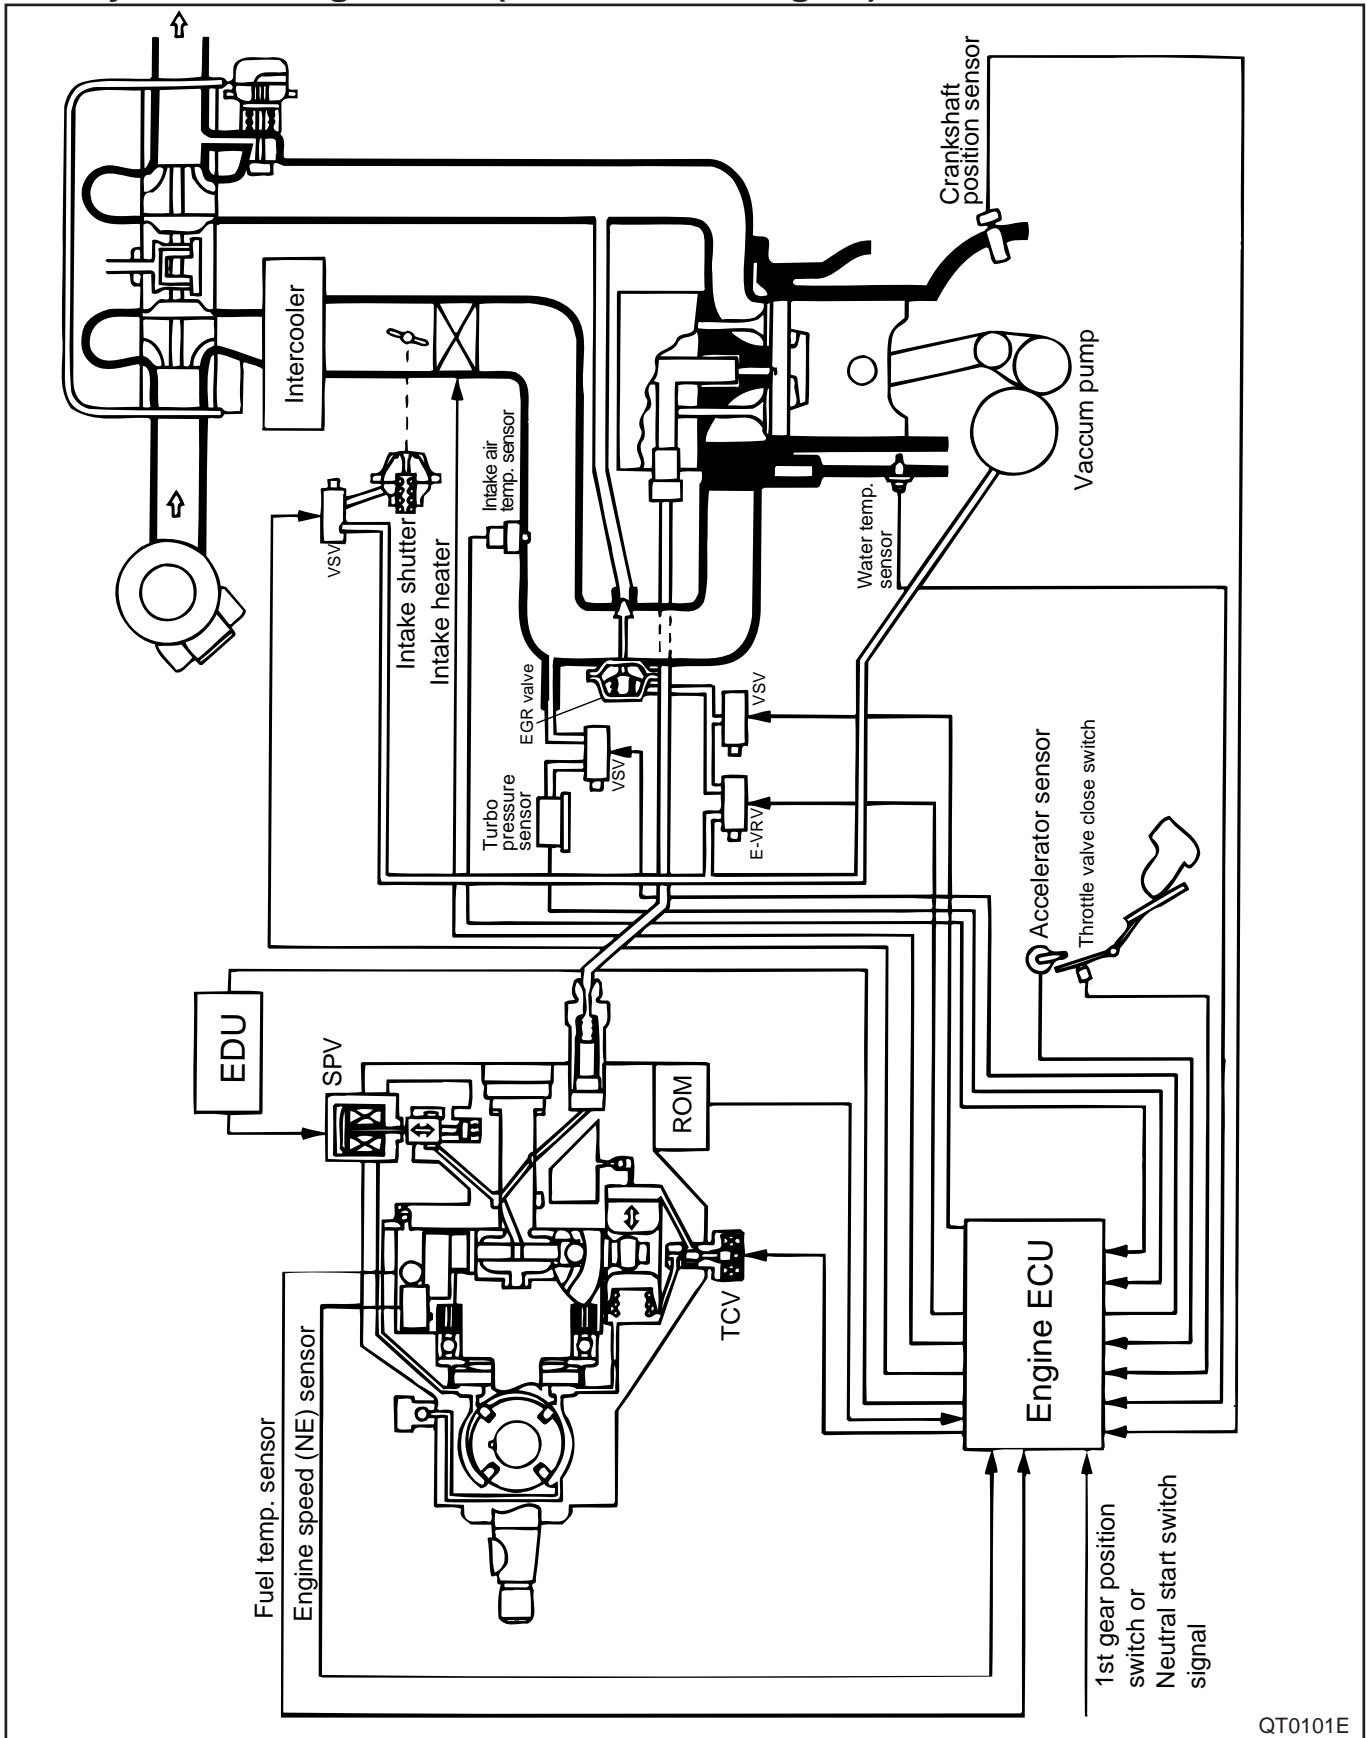 Crankshaft
position sensor
Intercooler
Vaccum pump
Intake air
temp. sensor
VSV
Intake shutter
Intake heater
Water temp.
sensor
EGR valve
VSV
VSV
Turbo
pressure
sensor
E-VRV
Accelerator sensor
Throttle valve close switch
EDU
SPV
ROM
TCV
Engine ECU
Fuel temp. sensor
Engine speed (NE) sensor
1st gear position
switch or
Neutral start switch
signal
QT0101E